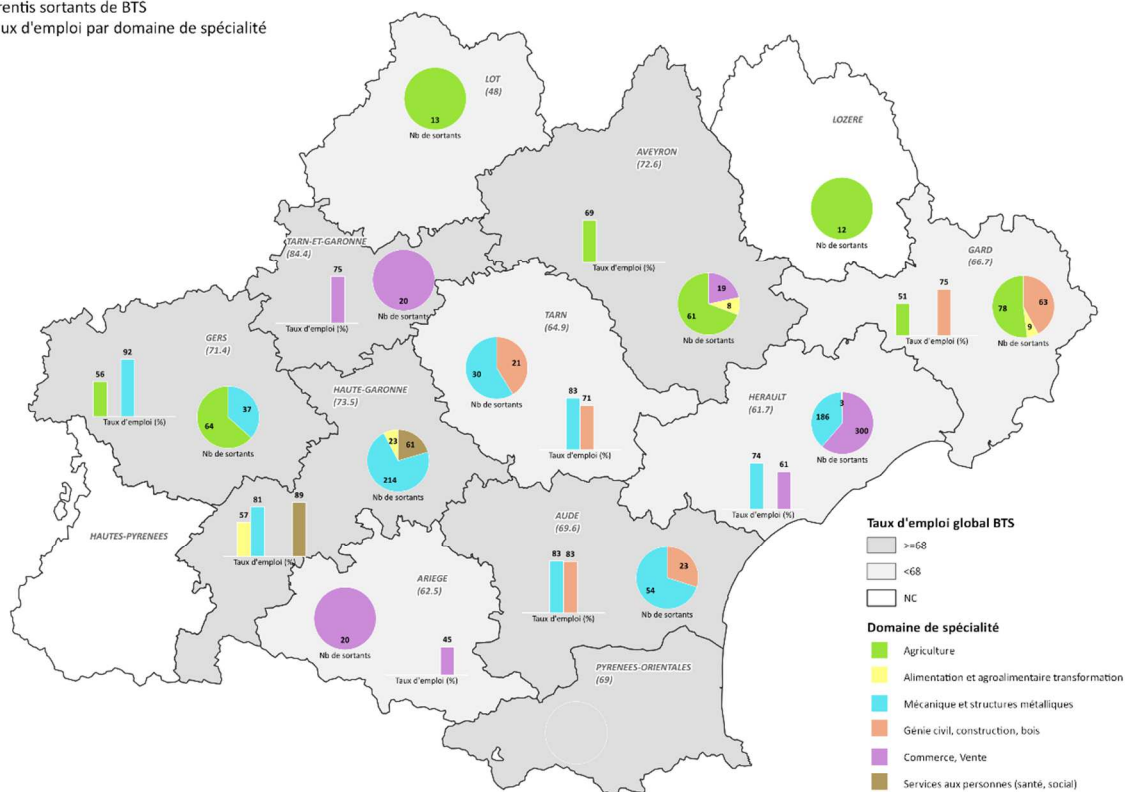 rentis sortants de BTS
ux d'emploi par domaine de spécialité
LOT
(48)
13
Nb de sortants
LOZERE
12
Nb de sortants
AVEYRON
(72.6)
69
Taux d'emploi (%)
19
8
61
Nb de sortants
GARD
(66.7)
51
75
Taux d'emploi (%)
78
63
9
Nb de sortants
TARN-ET-GARONNE
(84.4)
75
Taux d'emploi (%)
20
Nb de sortants
TARN
(64.9)
30
21
Nb de sortants
83
71
Taux d'emploi (%)
GERS
(71.4)
56
92
Taux d'emploi (%)
37
64
Nb de sortants
HAUTE-GARONNE
(73.5)
23
61
214
Nb de sortants
57
81
89
Taux d'emploi (%)
HERAULT
(61.7)
3
186
300
Nb de sortants
74
61
Taux d'emploi (%)
HAUTES-PYRENEES
AUDE
(69.6)
83
83
Taux d'emploi (%)
23
54
Nb de sortants
ARIEGE
(62.5)
20
Nb de sortants
45
Taux d'emploi (%)
PYRENEES-ORIENTALES
(69)
Taux d'emploi global BTS
>=68
<68
NC
Domaine de spécialité
Agriculture
Alimentation et agroalimentaire transformation
Mécanique et structures métalliques
Génie civil, construction, bois
Commerce, Vente
Services aux personnes (santé, social)